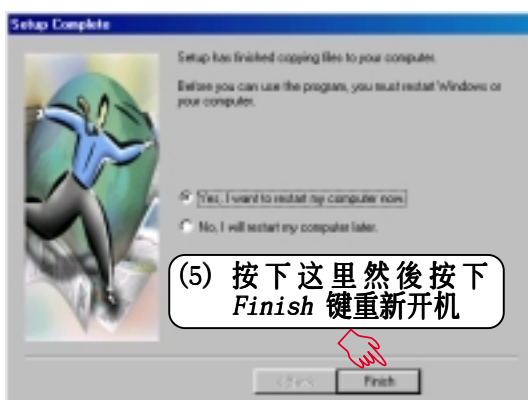 Setup Complete
Setup has finished copying files to your computer.
Before you can use the program, you must restart Windows or
your computer.
Yes, I want to restart my computer now.
No, I will restart my computer later.
(5) 按下这里然後按下
Finish 键重新开机
< Back
Finish